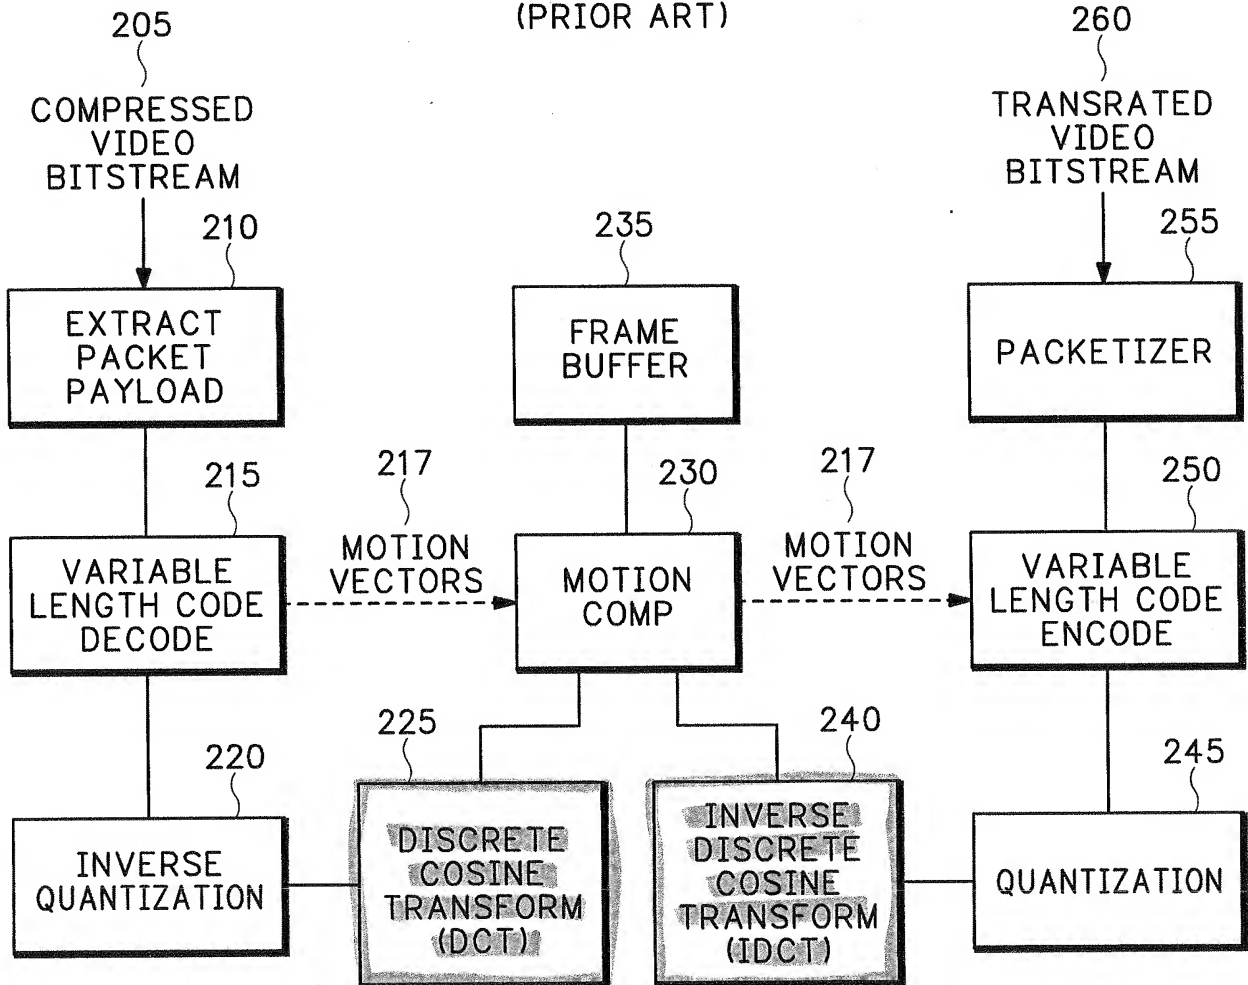 (PRIOR ART)
205
COMPRESSED
VIDEO
BITSTREAM
260
TRANSRATED
VIDEO
BITSTREAM
210
EXTRACT
PACKET
PAYLOAD
235
FRAME
BUFFER
255
PACKETIZER
215
VARIABLE
LENGTH CODE
DECODE
217
MOTION
VECTORS
230
MOTION
COMP
217
MOTION
VECTORS
250
VARIABLE
LENGTH CODE
ENCODE
220
INVERSE
QUANTIZATION
225
DISCRETE
COSINE
TRANSFORM
(DCT)
240
INVERSE
DISCRETE
COSINE
TRANSFORM
(IDCT)
245
QUANTIZATION